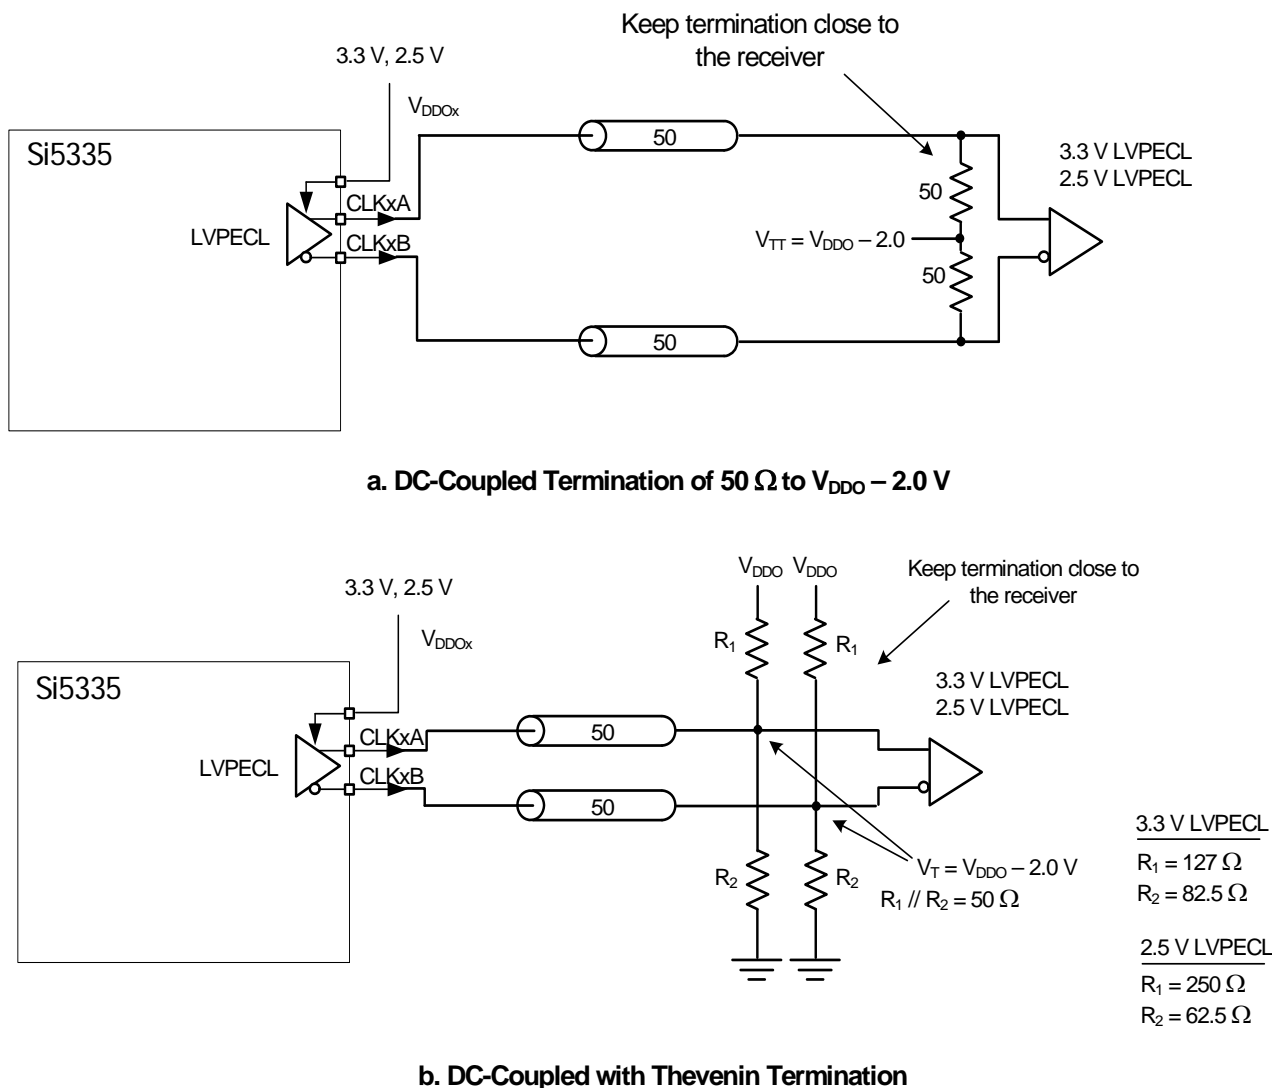 Keep termination close to
the receiver
3.3 V, 2.5 V
V_DDOx
Si5335
LVPECL
CLKxA
CLKxB
50
50
50
50
V_TT = V_DDO – 2.0
3.3 V LVPECL
2.5 V LVPECL
a. DC-Coupled Termination of 50 Ω to V_DDO – 2.0 V
V_DDO V_DDO
Keep termination close to
the receiver
3.3 V, 2.5 V
V_DDOx
R_1
R_1
Si5335
3.3 V LVPECL
2.5 V LVPECL
LVPECL
CLKxA
CLKxB
50
50
R_2
R_2
V_T = V_DDO – 2.0 V
R_1 // R_2 = 50 Ω
3.3 V LVPECL
R_1 = 127 Ω
R_2 = 82.5 Ω
2.5 V LVPECL
R_1 = 250 Ω
R_2 = 62.5 Ω
b. DC-Coupled with Thevenin Termination